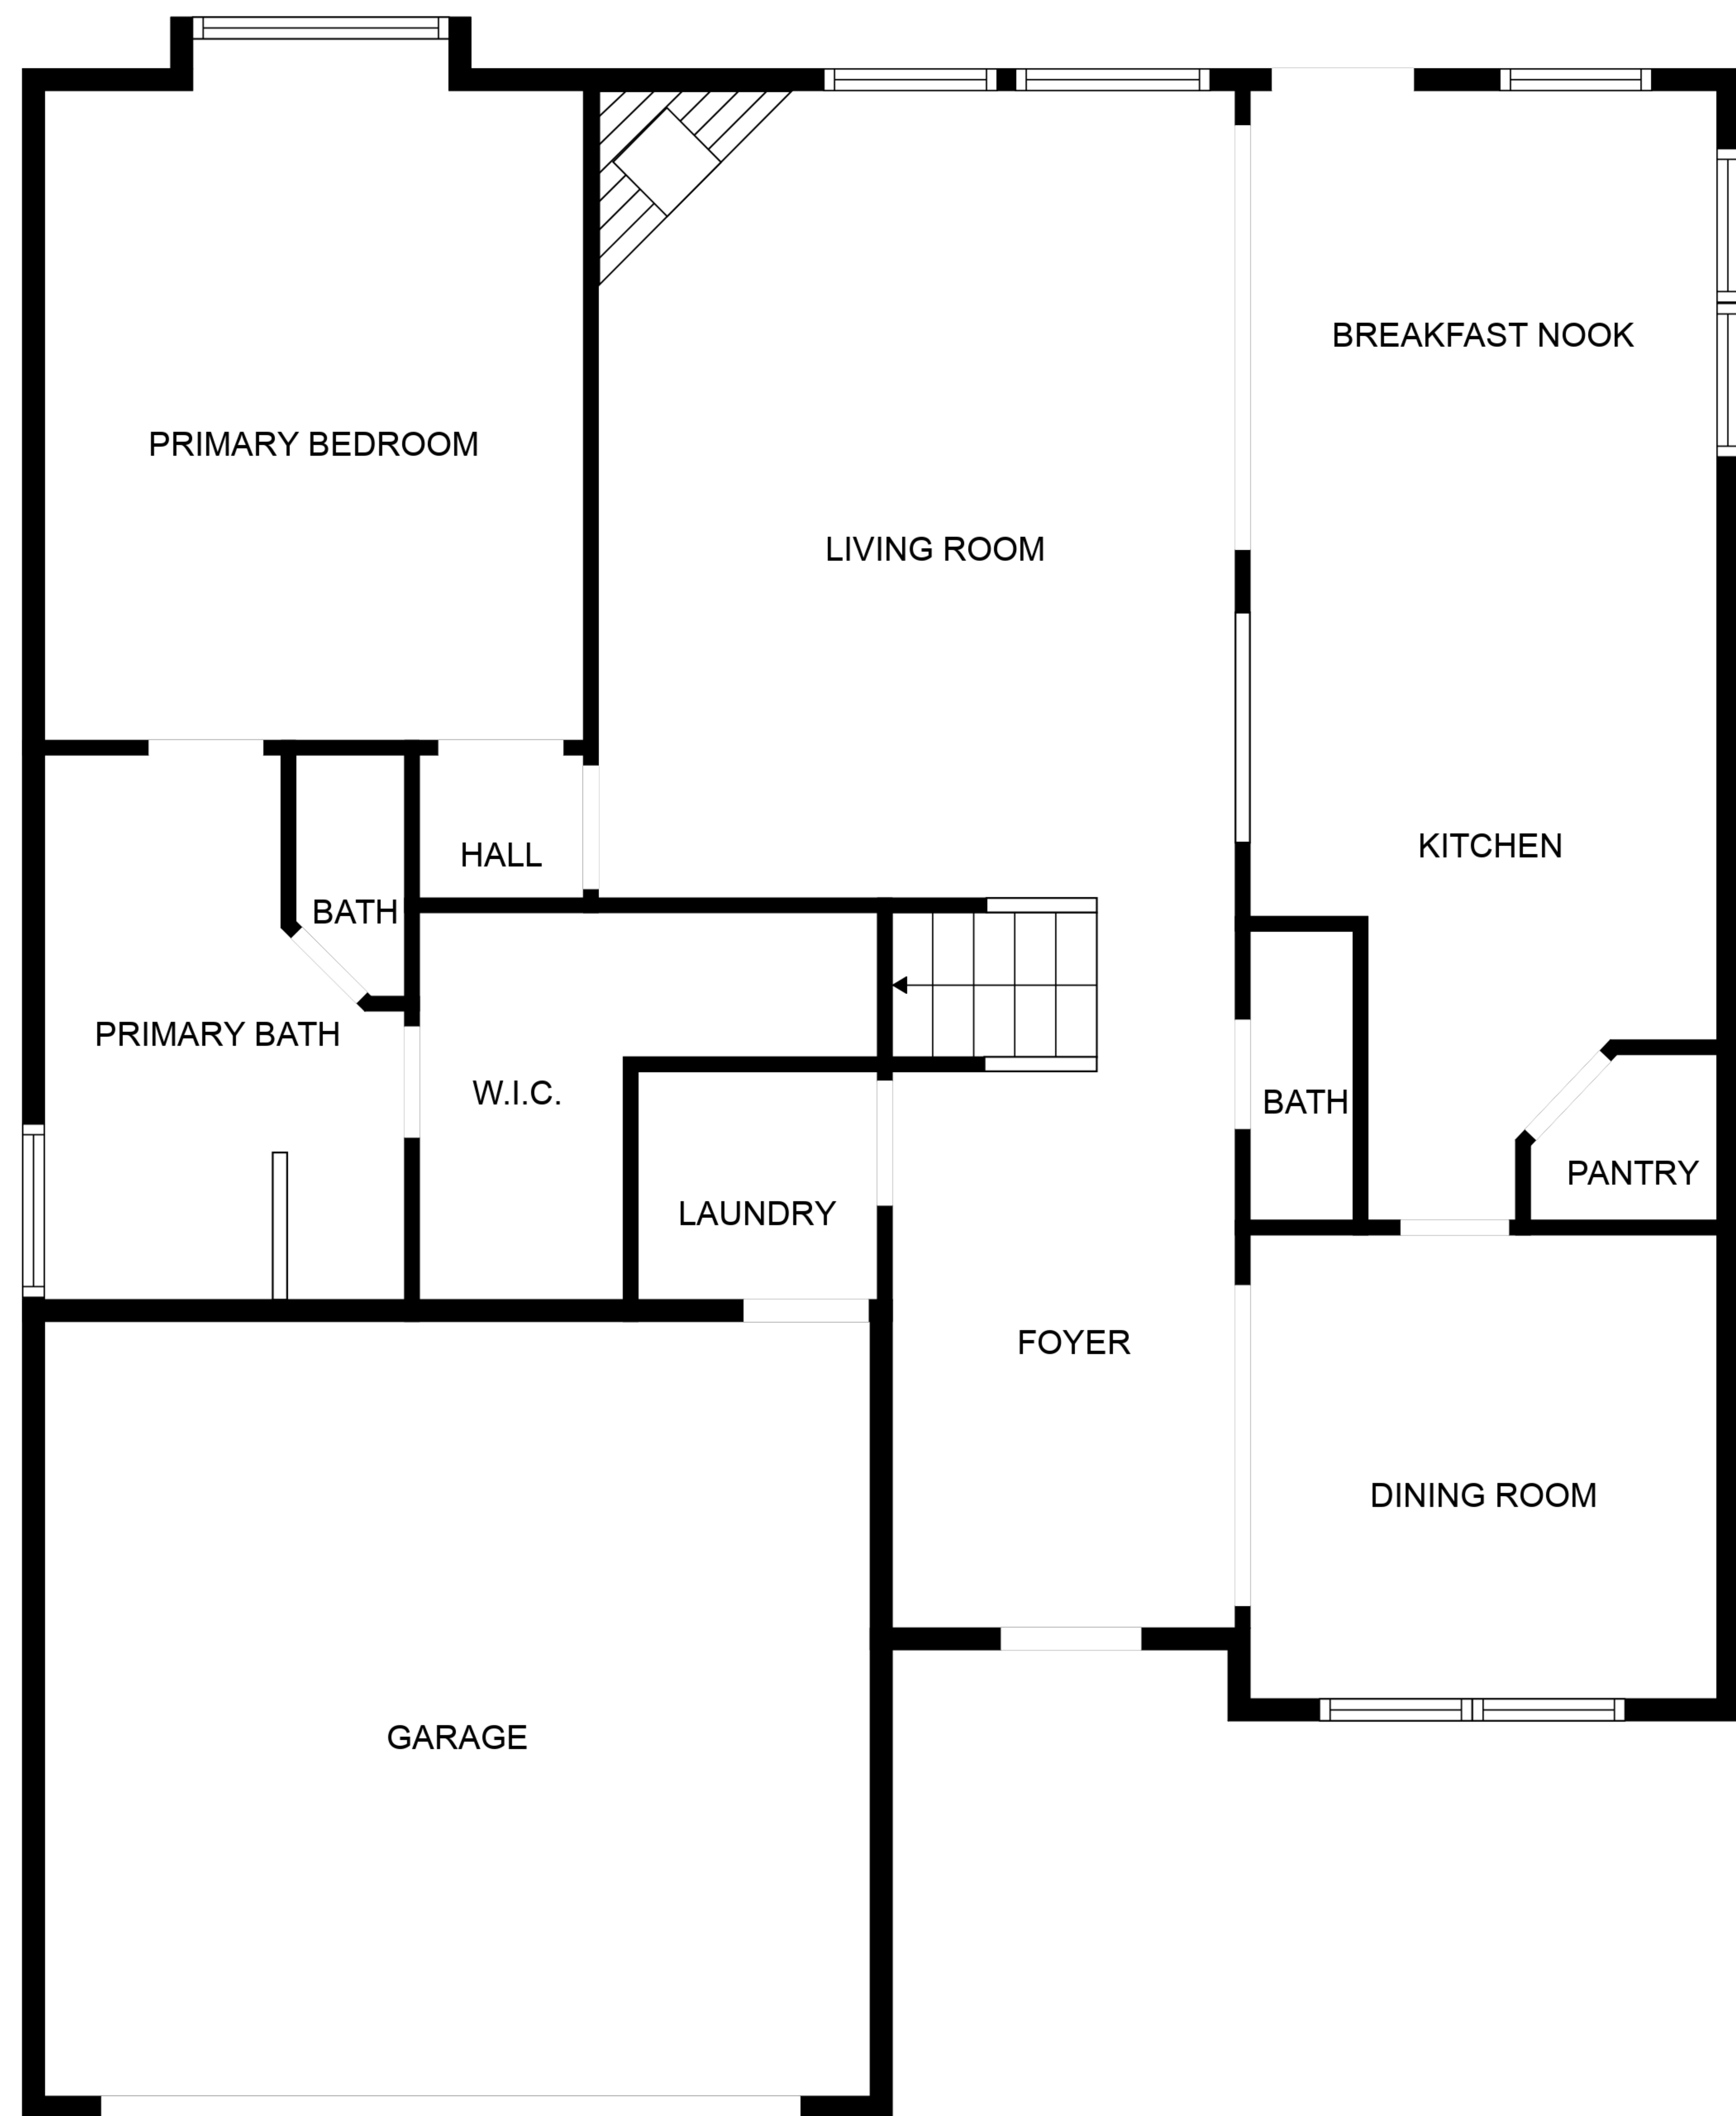 BREAKFAST NOOK
PRIMARY BEDROOM
LIVING ROOM
KITCHEN
HALL
BATH
PRIMARY BATH
W.I.C.
BATH
PANTRY
LAUNDRY
FOYER
DINING ROOM
GARAGE